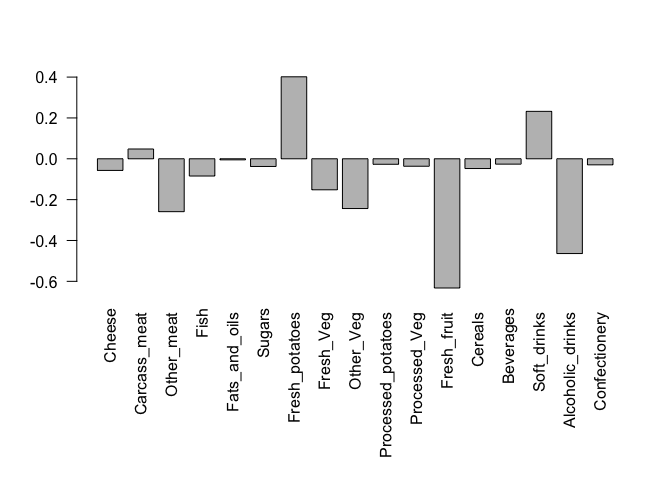 0.4
0.2
0.0
-0.2
-0.4
-0.6
Cheese
Carcass_meat
Other_meat
Fish
Fats_and_oils
Sugars
Fresh_potatoes
Fresh_Veg
Other_Veg
Processed_potatoes
Processed_Veg
Fresh_fruit
Cereals
Beverages
Soft_drinks
Alcoholic_drinks
Confectionery